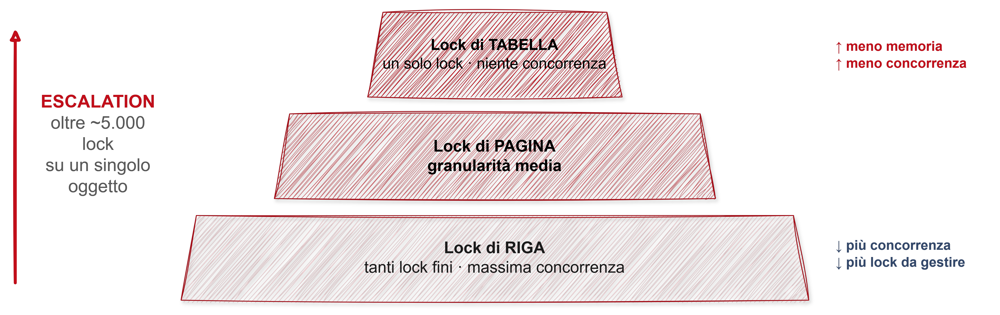 Lock di TABELLA
un solo lock · niente concorrenza
↑ meno memoria
↑ meno concorrenza
ESCALATION
oltre ~5.000
lock
su un singolo
oggetto
Lock di PAGINA
granularità media
Lock di RIGA
tanti lock fini · massima concorrenza
↓ più concorrenza
↓ più lock da gestire